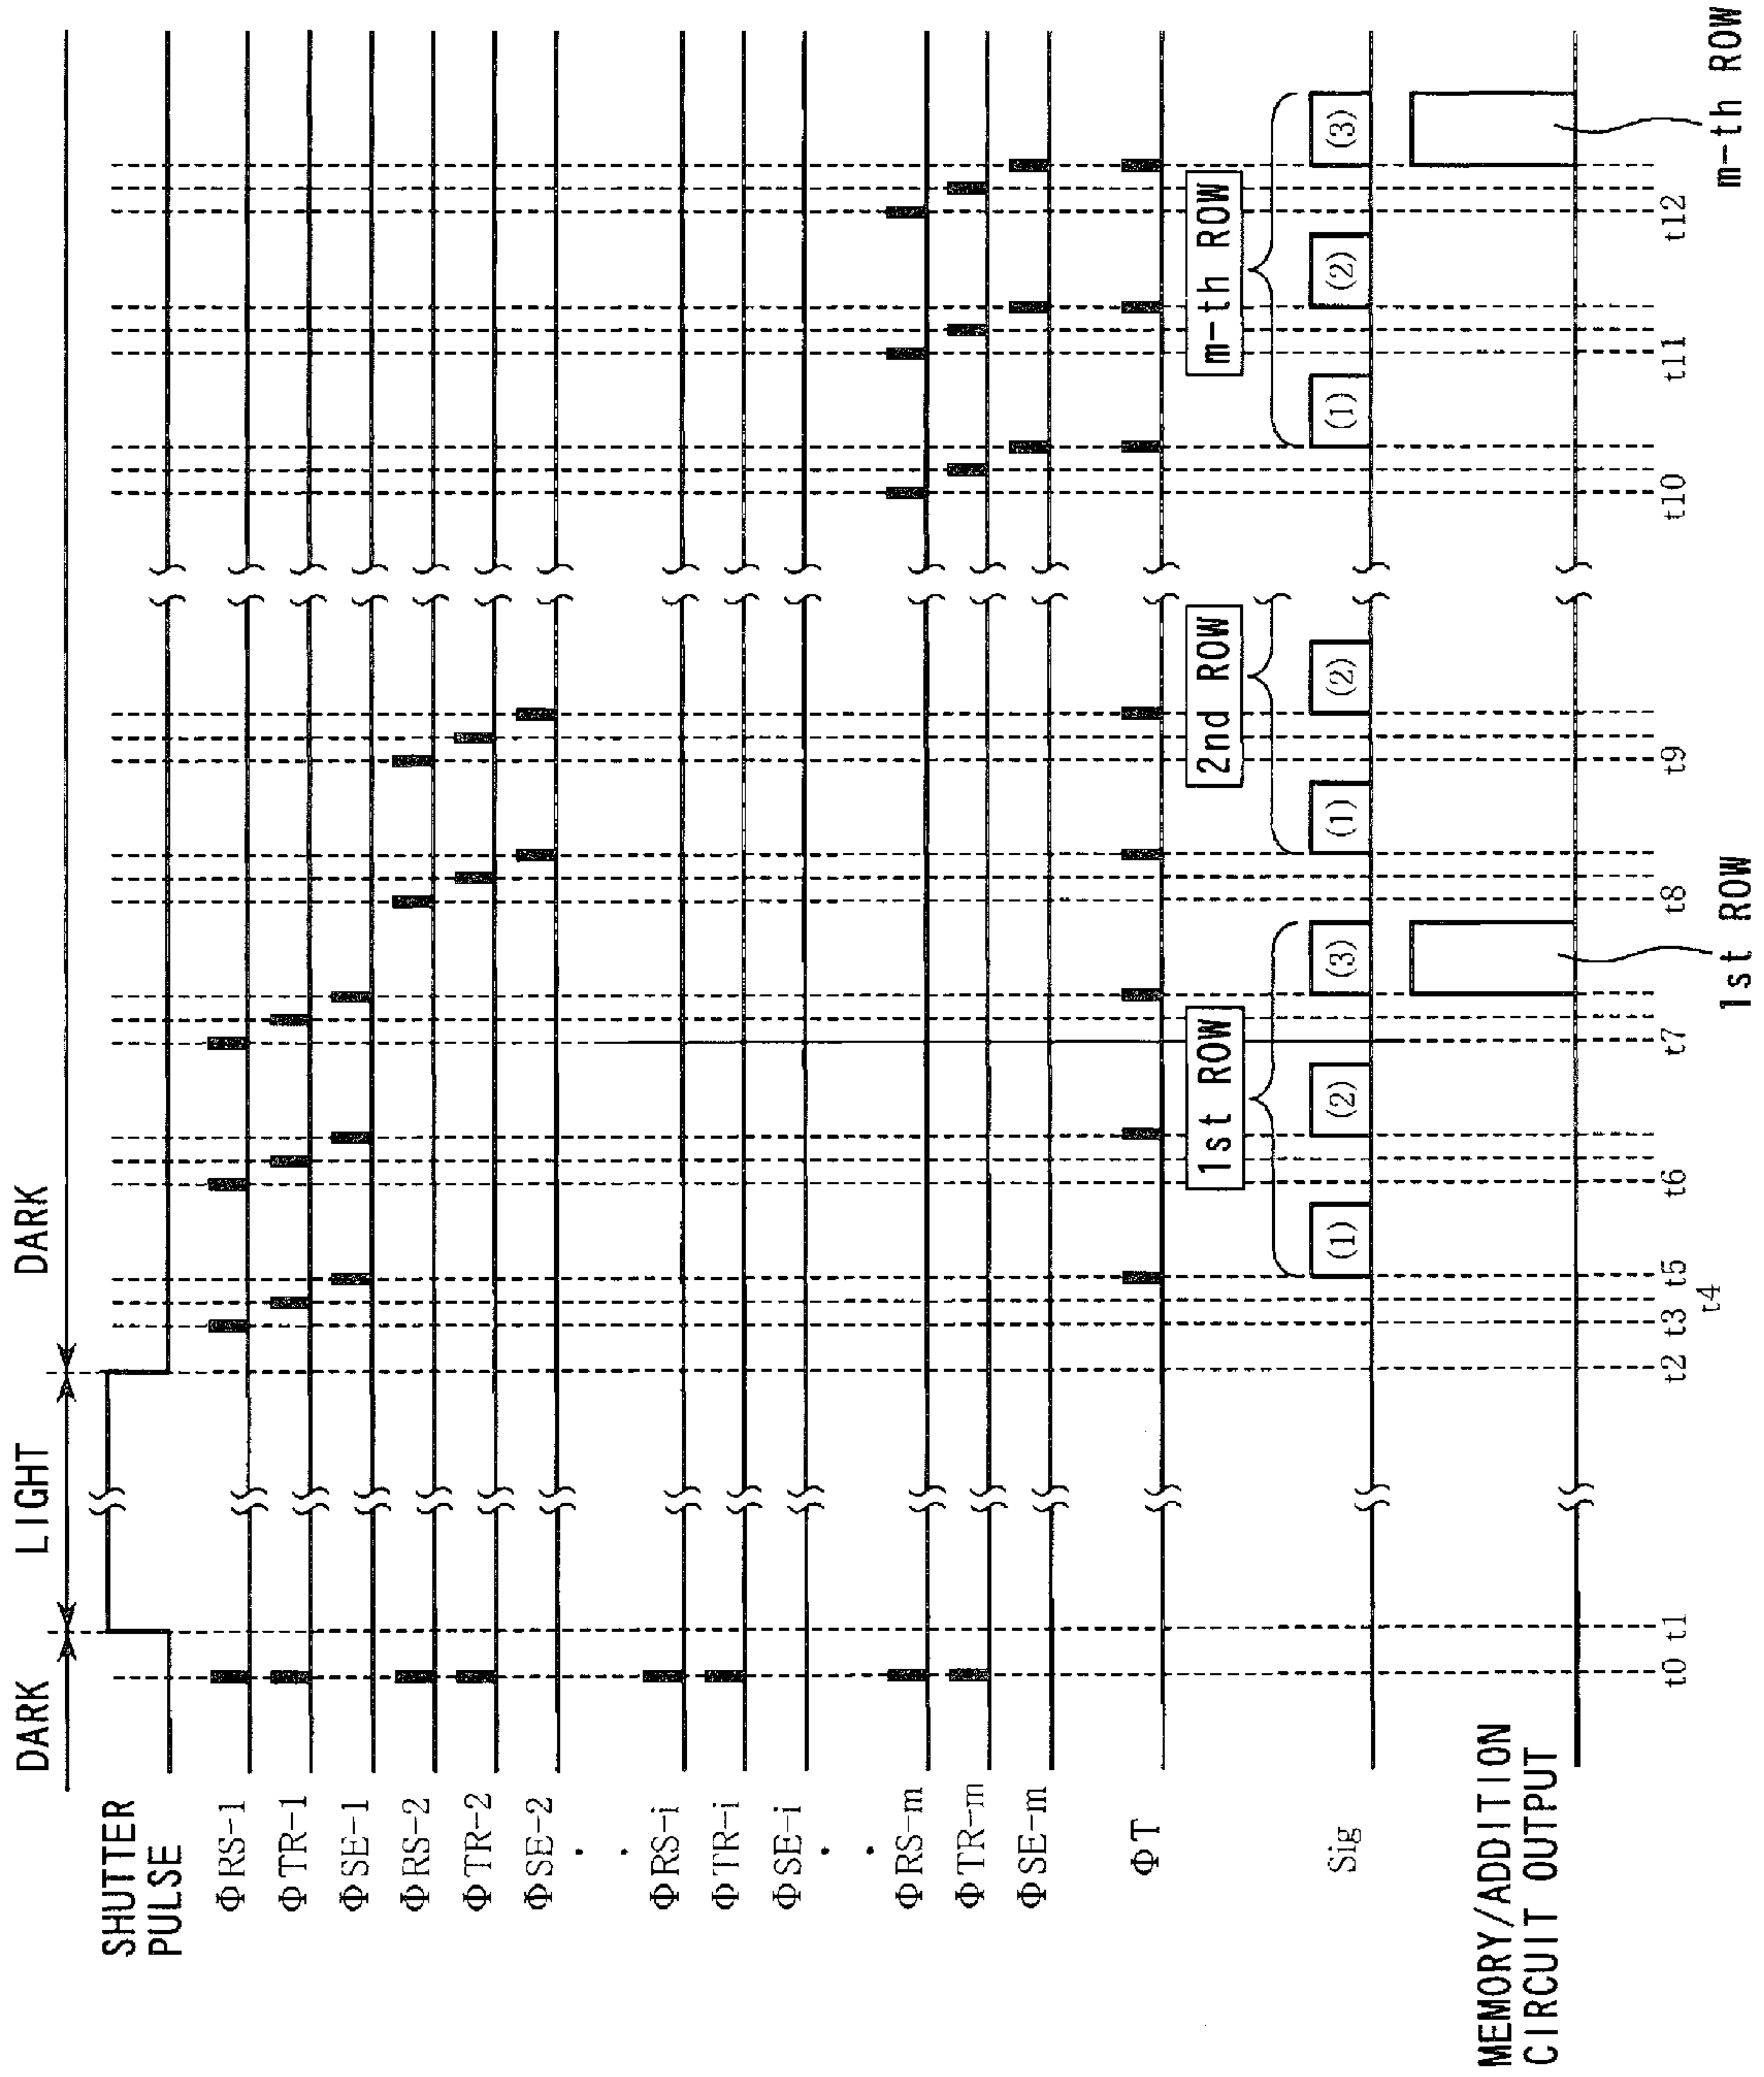 DARK
LIGHT
DARK
SHUTTER
PULSE
ΦRS-1
ΦTR-1
ΦSE-1
ΦRS-2
ΦTR-2
ΦSE-2
ΦRS-i
ΦTR-i
ΦSE-i
ΦRS-m
ΦTR-m
ΦSE-m
ΦT
1st ROW
2nd ROW
m-th ROW
Sig
(1)
(2)
(3)
(1)
(2)
(1)
(2)
(3)
MEMORY/ADDITION
CIRCUIT OUTPUT
t0 t1 t2 t3 t4 t5 t6 t7 t8 t9 t10 t11 t12
1st ROW
m-th ROW